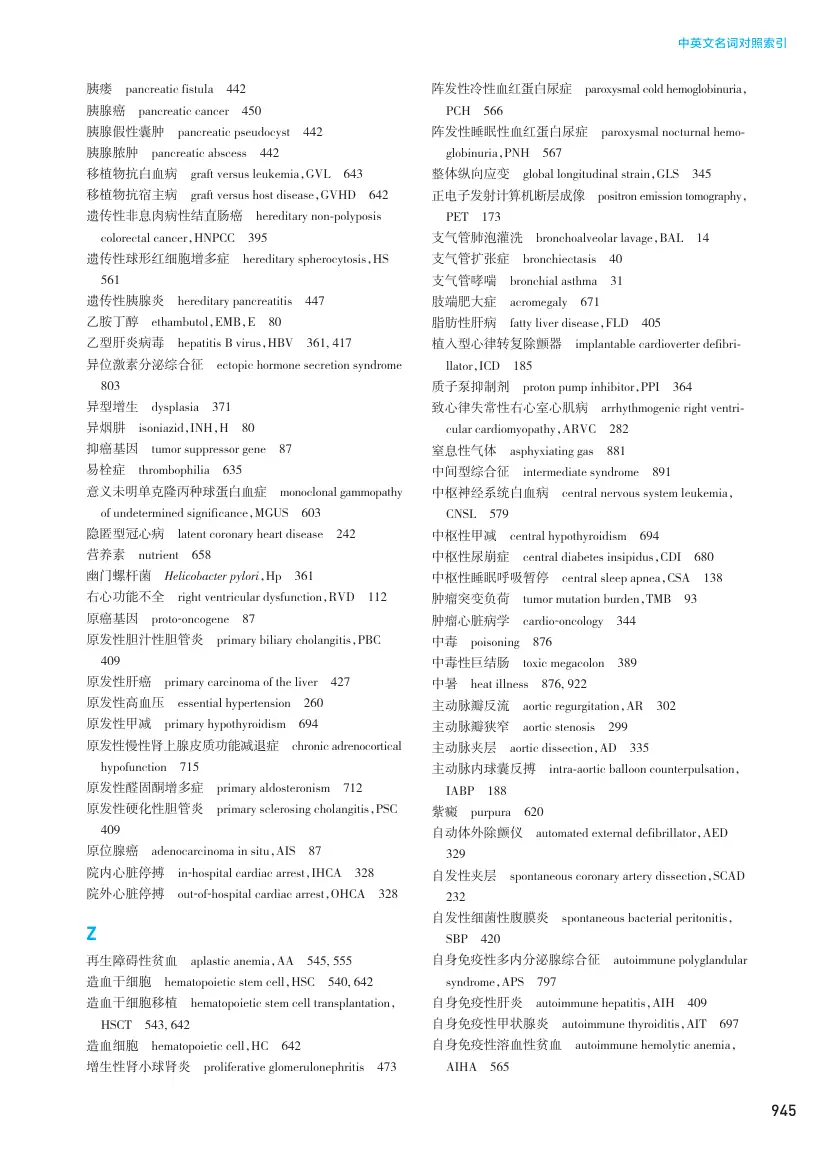 中英文名词对照索引
胰瘘 pancreatic fistula 442
胰腺癌 pancreatic cancer 450
胰腺假性囊肿 pancreatic pseudocyst 442
胰腺脓肿 pancreatic abscess 442
移植物抗白血病 graft versus leukemia,GVL 643
移植物抗宿主病 graft versus host disease,GVHD 642
遗传性非息肉病性结直肠癌 hereditary non-polyposis
colorectal cancer,HNPCC 395
遗传性球形红细胞增多症 hereditary spherocytosis,HS
561
遗传性胰腺炎 hereditary pancreatitis 447
乙胺丁醇 ethambutol,EMB,E 80
乙型肝炎病毒 hepatitis B virus,HBV 361, 417
异位激素分泌综合征 ectopic hormone secretion syndrome
803
异型增生 dysplasia 371
异烟肼 isoniazid,INH,H 80
抑癌基因 tumor suppressor gene 87
易栓症 thrombophilia 635
意义未明单克隆丙种球蛋白血症 monoclonal gammopathy
of undetermined significance,MGUS 603
隐匿型冠心病 latent coronary heart disease 242
营养素 nutrient 658
幽门螺杆菌 Helicobacter pylori,Hp 361
右心功能不全 right ventricular dysfunction,RVD 112
原癌基因 proto-oncogene 87
原发性胆汁性胆管炎 primary biliary cholangitis,PBC
409
原发性肝癌 primary carcinoma of the liver 427
原发性高血压 essential hypertension 260
原发性甲减 primary hypothyroidism 694
原发性慢性肾上腺皮质功能减退症 chronic adrenocortical
hypofunction 715
原发性醛固酮增多症 primary aldosteronism 712
原发性硬化性胆管炎 primary sclerosing cholangitis,PSC
409
原位腺癌 adenocarcinoma in situ,AIS 87
院内心脏停搏 in-hospital cardiac arrest,IHCA 328
院外心脏停搏 out-of-hospital cardiac arrest,OHCA 328
Z
再生障碍性贫血 aplastic anemia,AA 545, 555
造血干细胞 hematopoietic stem cell,HSC 540, 642
造血干细胞移植 hematopoietic stem cell transplantation,
HSCT 543, 642
造血细胞 hematopoietic cell,HC 642
增生性肾小球肾炎 proliferative glomerulonephritis 473
阵发性冷性血红蛋白尿症 paroxysmal cold hemoglobinuria,
PCH 566
阵发性睡眠性血红蛋白尿症 paroxysmal nocturnal hemo-
globinuria,PNH 567
整体纵向应变 global longitudinal strain,GLS 345
正电子发射计算机断层成像 positron emission tomography,
PET 173
支气管肺泡灌洗 bronchoalveolar lavage,BAL 14
支气管扩张症 bronchiectasis 40
支气管哮喘 bronchial asthma 31
肢端肥大症 acromegaly 671
脂肪性肝病 fatty liver disease,FLD 405
植入型心律转复除颤器 implantable cardioverter defibri-
llator,ICD 185
质子泵抑制剂 proton pump inhibitor,PPI 364
致心律失常性右心室心肌病 arrhythmogenic right ventri-
cular cardiomyopathy,ARVC 282
窒息性气体 asphyxiating gas 881
中间型综合征 intermediate syndrome 891
中枢神经系统白血病 central nervous system leukemia,
CNSL 579
中枢性甲减 central hypothyroidism 694
中枢性尿崩症 central diabetes insipidus,CDI 680
中枢性睡眠呼吸暂停 central sleep apnea,CSA 138
肿瘤突变负荷 tumor mutation burden,TMB 93
肿瘤心脏病学 cardio-oncology 344
中毒 poisoning 876
中毒性巨结肠 toxic megacolon 389
中暑 heat illness 876, 922
主动脉瓣反流 aortic regurgitation,AR 302
主动脉瓣狭窄 aortic stenosis 299
主动脉夹层 aortic dissection,AD 335
主动脉内球囊反搏 intra-aortic balloon counterpulsation,
IABP 188
紫癜 purpura 620
自动体外除颤仪 automated external defibrillator,AED
329
自发性夹层 spontaneous coronary artery dissection,SCAD
232
自发性细菌性腹膜炎 spontaneous bacterial peritonitis,
SBP 420
自身免疫性多内分泌腺综合征 autoimmune polyglandular
syndrome,APS 797
自身免疫性肝炎 autoimmune hepatitis,AIH 409
自身免疫性甲状腺炎 autoimmune thyroiditis,AIT 697
自身免疫性溶血性贫血 autoimmune hemolytic anemia,
AIHA 565
945